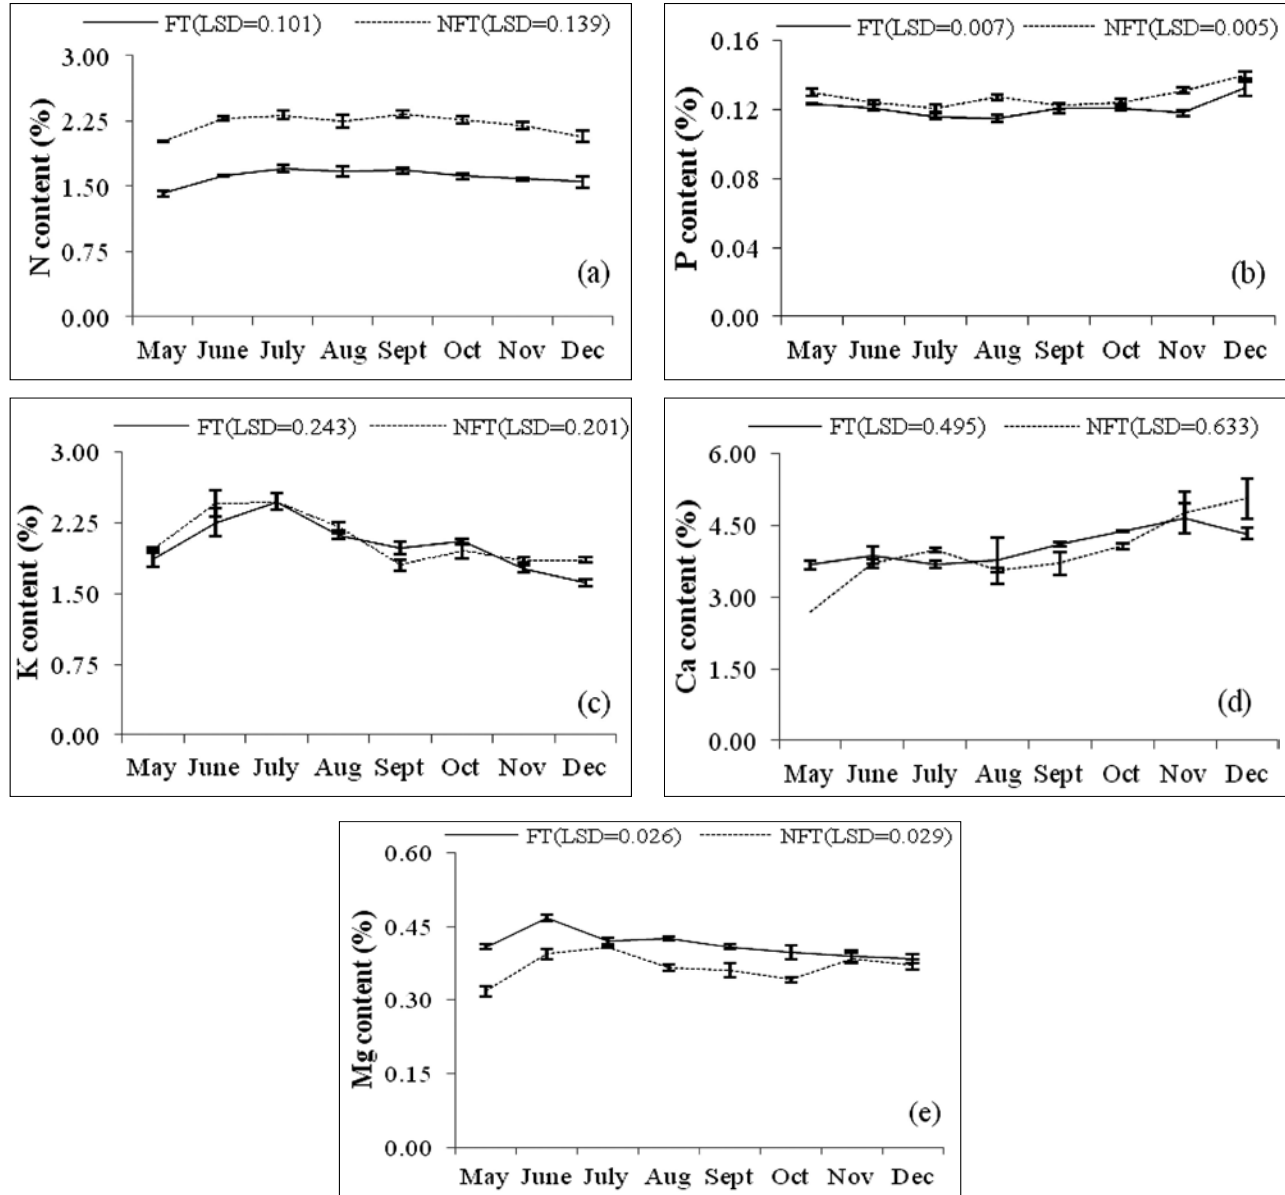 FT(LSD=0.101) NFT(LSD=0.139)
N content (%)
3.00
2.25
1.50
0.75
0.00
(a)
May June July Aug Sept Oct Nov Dec
FT(LSD=0.007) NFT(LSD=0.005)
P content (%)
0.16
0.12
0.08
0.04
0.00
(b)
May June July Aug Sept Oct Nov Dec
FT(LSD=0.243) NFT(LSD=0.201)
K content (%)
3.00
2.25
1.50
0.75
0.00
(c)
May June July Aug Sept Oct Nov Dec
FT(LSD=0.495) NFT(LSD=0.633)
Ca content (%)
6.00
4.50
3.00
1.50
0.00
(d)
May June July Aug Sept Oct Nov Dec
FT(LSD=0.026) NFT(LSD=0.029)
Mg content (%)
0.60
0.45
0.30
0.15
0.00
(e)
May June July Aug Sept Oct Nov Dec